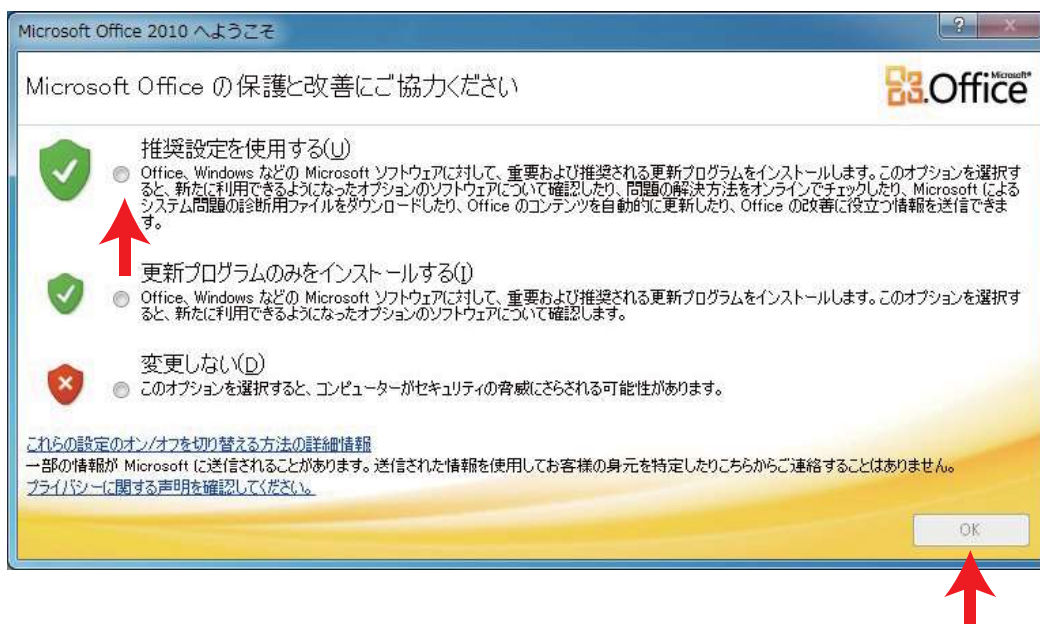 Microsoft Office 2010 へようこそ
?
Microsoft Office の保護と改善にご協力ください
Microsoft®
Office
推奨設定を使用する(U)
Office、Windows などの Microsoft ソフトウェアに対して、重要および推奨される更新プログラムをインストールします。このオプションを選択す
ると、新たに利用できるようになったオプションのソフトウェアについて確認したり、問題の解決方法をオンラインでチェックしたり、Microsoft による
システム問題の診断用ファイルをダウンロードしたり、Office のコンテンツを自動的に更新したり、Office の改善に役立つ情報を送信できま
す。
更新プログラムのみをインストールする(I)
Office、Windows などの Microsoft ソフトウェアに対して、重要および推奨される更新プログラムをインストールします。このオプションを選択す
ると、新たに利用できるようになったオプションのソフトウェアについて確認します。
変更しない(D)
このオプションを選択すると、コンピューターがセキュリティの脅威にさらされる可能性があります。
これらの設定のオン/オフを切り替える方法の詳細情報
一部の情報が Microsoft に送信されることがあります。送信された情報を使用してお客様の身元を特定したりこちらからご連絡することはありません。
プライバシーに関する声明を確認してください。
OK